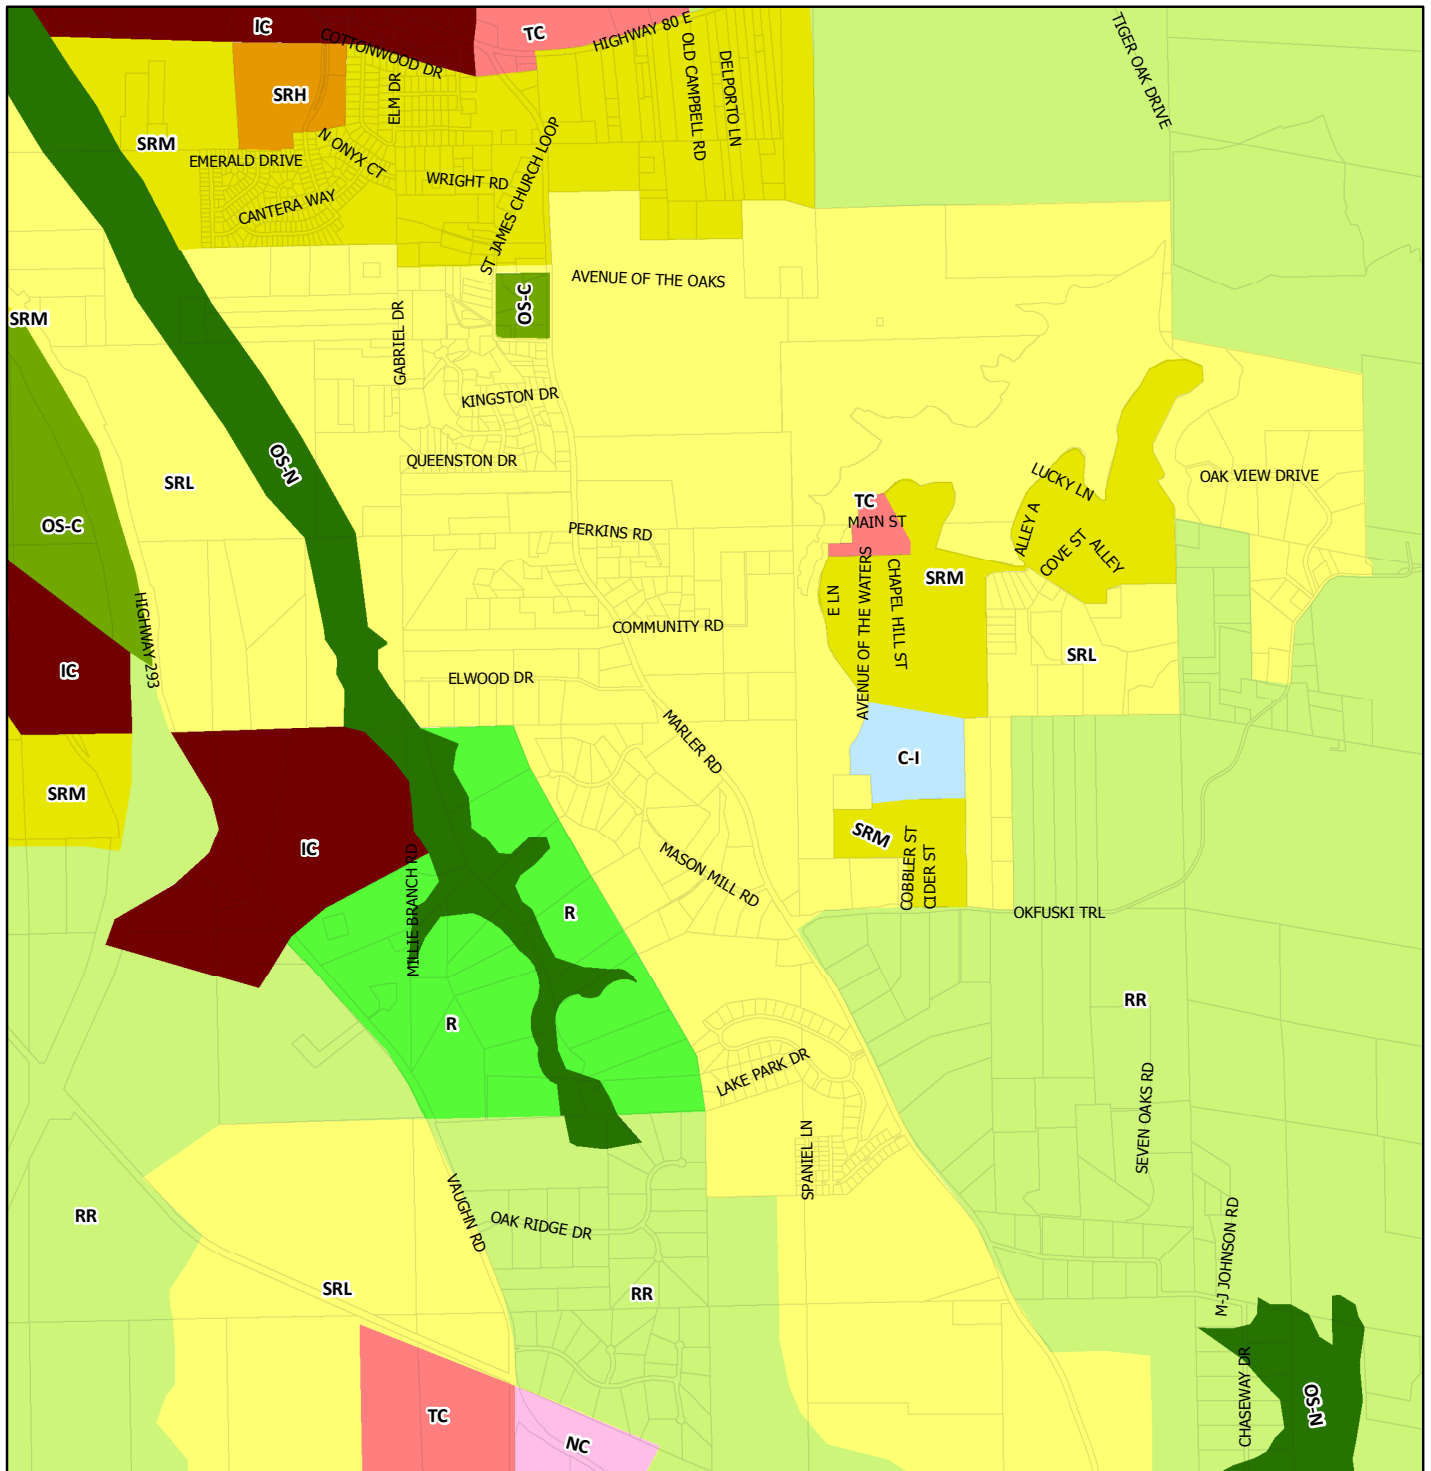 IC
TC
HIGHWAY 80 E
TIGER OAK DRIVE
COTTONWOOD DR
OLD CAMPBELL RD
DELPORTO LN
ELM DR
SRH
SRM
EMERALD DRIVE
N ONYX CT
WRIGHT RD
ST JAMES CHURCH LOOP
CANTERA WAY
AVENUE OF THE OAKS
OS-C
SRM
GABRIEL DR
KINGSTON DR
QUEENSTON DR
OS-N
SRL
OAK VIEW DRIVE
LUCKY LN
TC
MAIN ST
OS-C
PERKINS RD
ALLEY A
COVE ST
ALLEY
SRM
E LN
AVENUE OF THE WATERS
CHAPEL HILL ST
HIGHWAY 293
COMMUNITY RD
SRL
IC
ELWOOD DR
MARLER RD
C-I
SRM
SRM
IC
COBBLER ST
CIDER ST
MASON MILL RD
MILLIE BRANCH RD
R
OKFUSKI TRL
RR
R
LAKE PARK DR
SEVEN OAKS RD
SPANIEL LN
VAUGHN RD
RR
OAK RIDGE DR
M-J JOHNSON RD
SRL
RR
CHASEWAY DR
OS-N
TC
NC